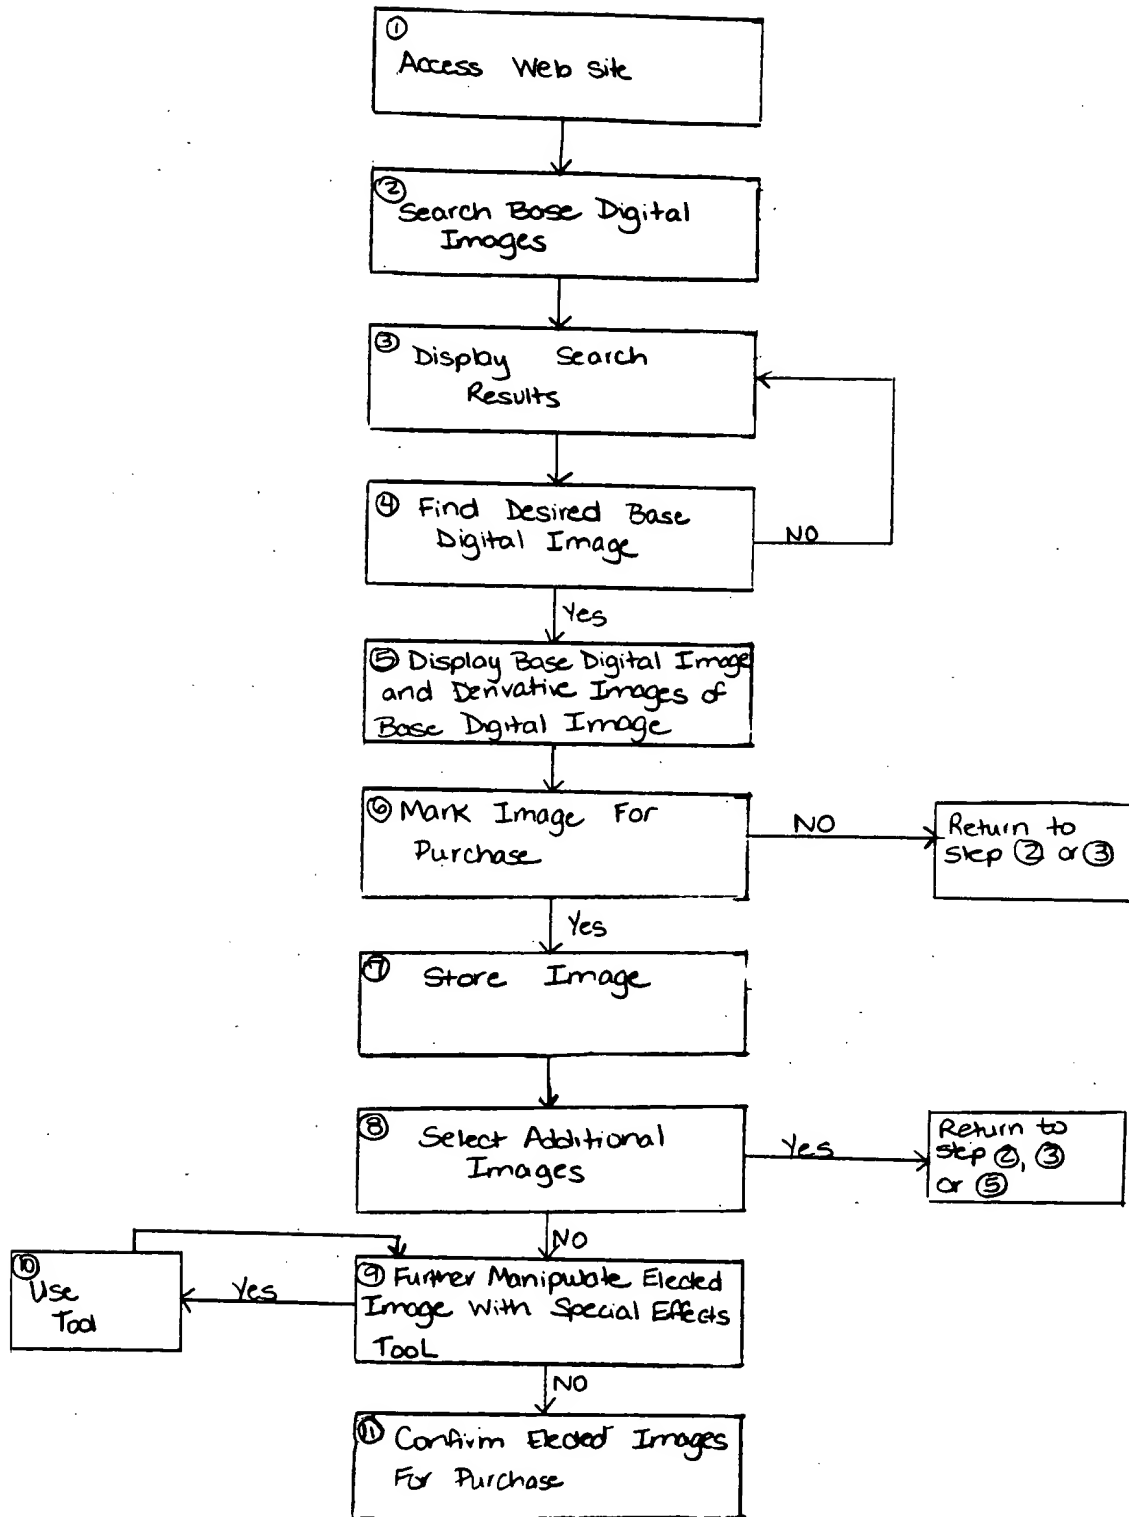 ①
Access Web site
②
Search Base Digital
Images
③
Display Search
Results
④ Find Desired Base
Digital Image
NO
Yes
⑤ Display Base Digital Image
and Derivative Images of
Base Digital Image
⑥ Mark Image For
Purchase
NO
Return to
step ② or ③
Yes
⑦
Store Image
⑧
Select Additional
Images
Yes
Return to
step ②, ③
or ⑤
NO
⑨ Further Manipulate Elected
Image With Special Effects
Tool
Yes
⑩
Use
Tool
NO
⑪ Confirm Elected Images
For Purchase